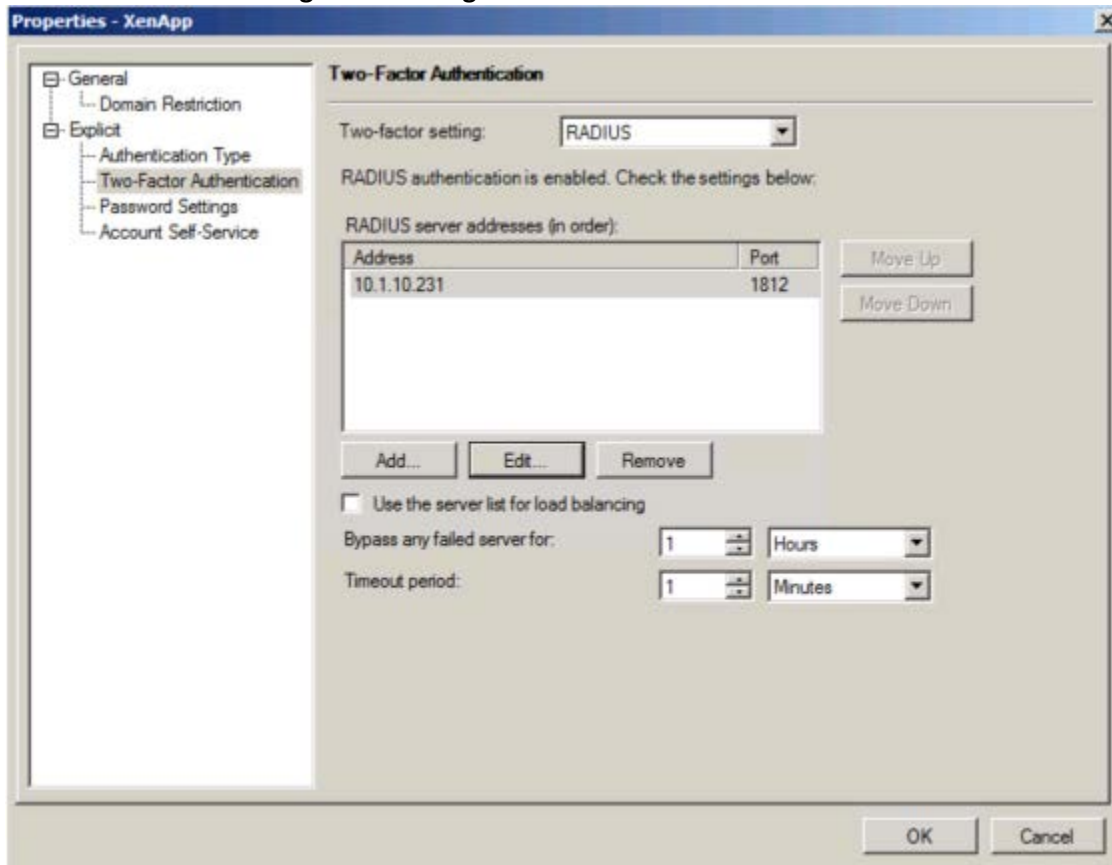 Properties - XenApp
General
Domain Restriction
Explicit
Authentication Type
Two-Factor Authentication
Password Settings
Account Self-Service
Two-Factor Authentication
Two-factor setting: RADIUS
RADIUS authentication is enabled. Check the settings below:
RADIUS server addresses (in order):
Address Port
10.1.10.231 1812
Move Up
Move Down
Add... Edit... Remove
Use the server list for load balancing
Bypass any failed server for: 1 Hours
Timeout period: 1 Minutes
OK Cancel